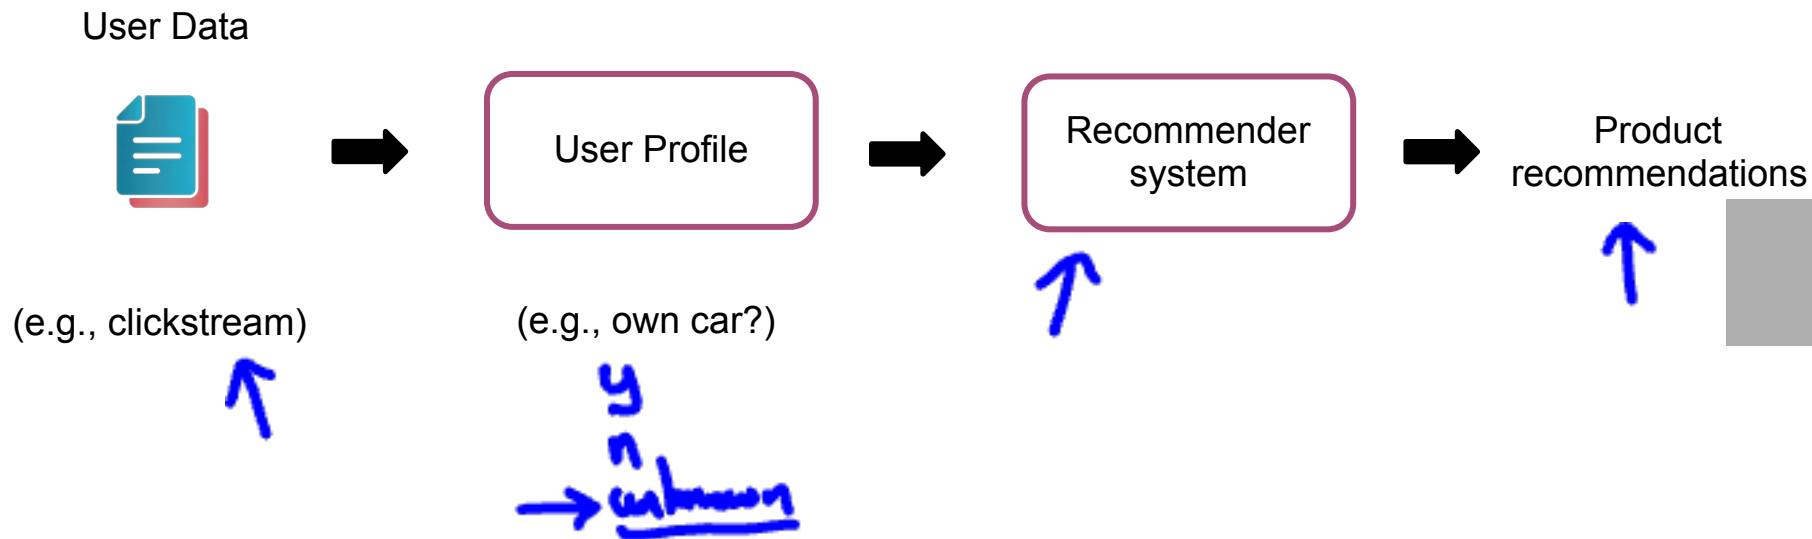 User Data
User Profile
Recommender
system
Product
recommendations
(e.g., clickstream)
(e.g., own car?)
y
n
unknown